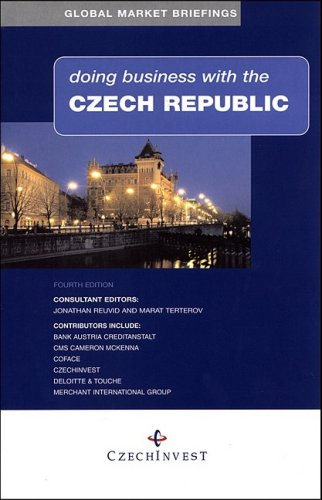 GLOBAL MARKET BRIEFINGS
doing business with the
CZECH REPUBLIC
FOURTH EDITION
CONSULTANT EDITORS:
JONATHAN REUVID AND MARAT TERTEROV
CONTRIBUTORS INCLUDE:
BANK AUSTRIA CREDITANSTALT
CMS CAMERON MCKENNA
COFACE
CZECHINVEST
DELOITTE & TOUCHE
MERCHANT INTERNATIONAL GROUP
CZECHINVEST